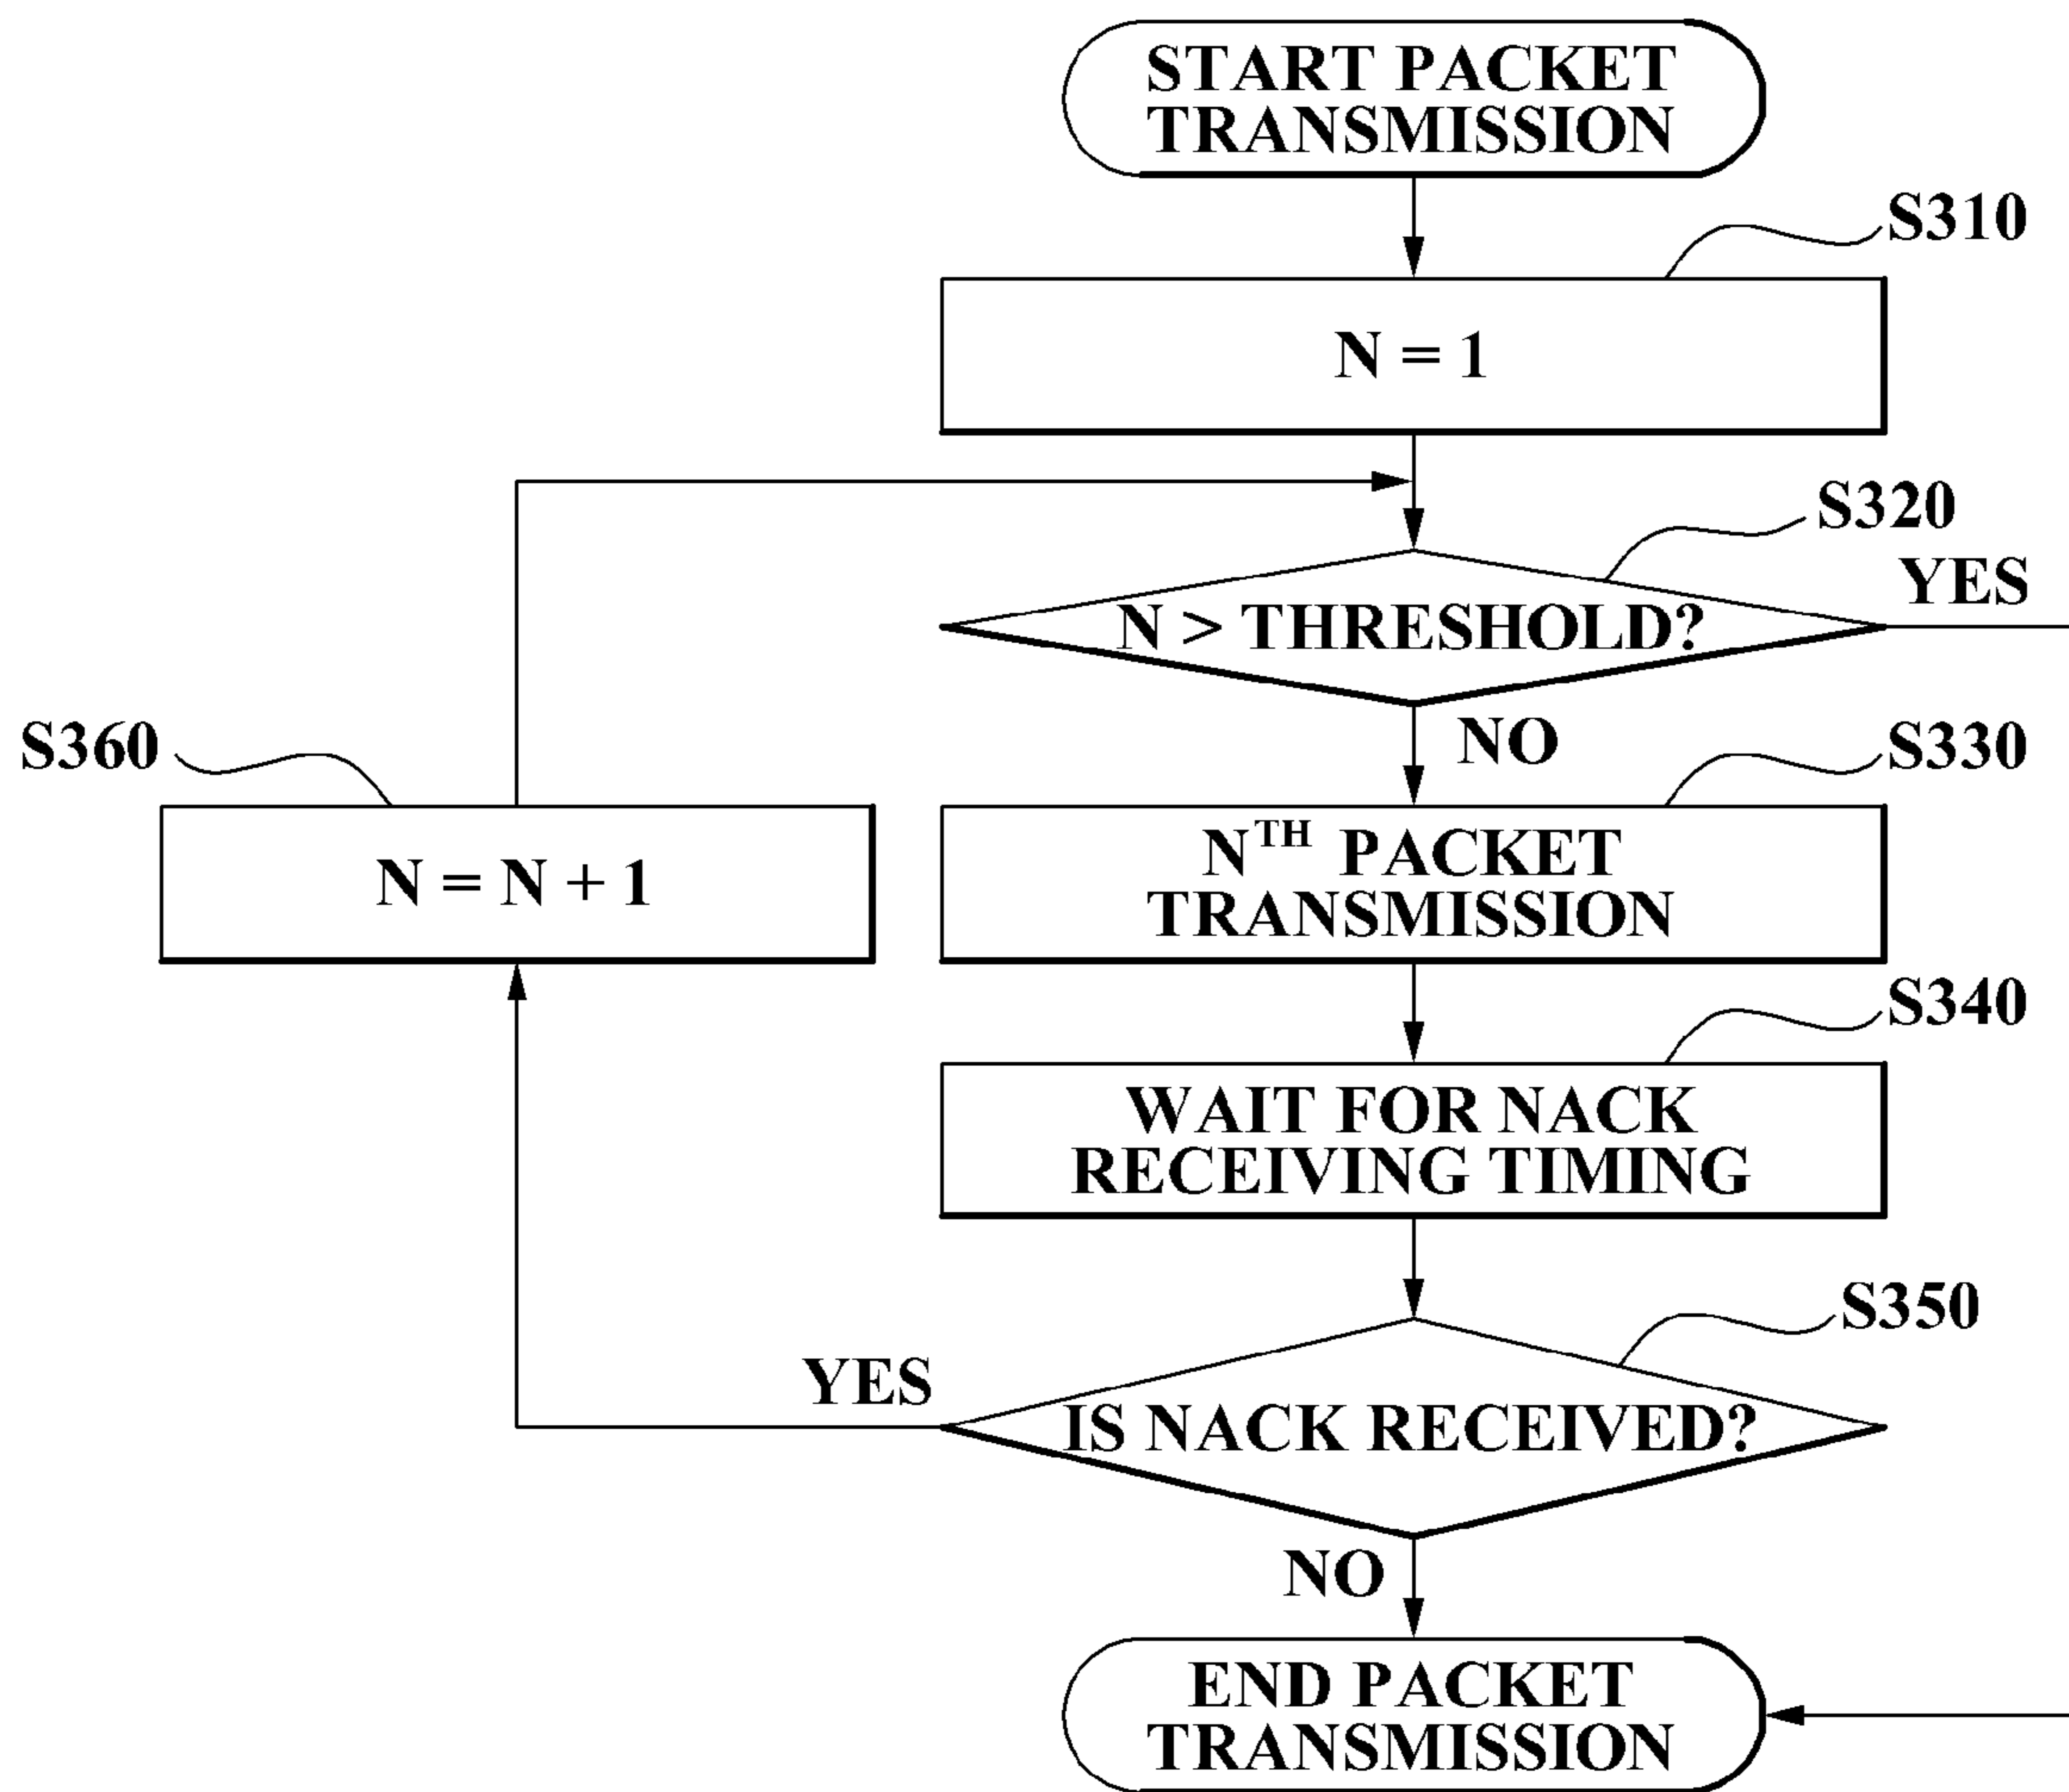 START PACKET
TRANSMISSION
S310
N = 1
S320
N > THRESHOLD?
YES
NO
S330
N^TH PACKET
TRANSMISSION
S360
N = N + 1
S340
WAIT FOR NACK
RECEIVING TIMING
S350
IS NACK RECEIVED?
YES
NO
END PACKET
TRANSMISSION